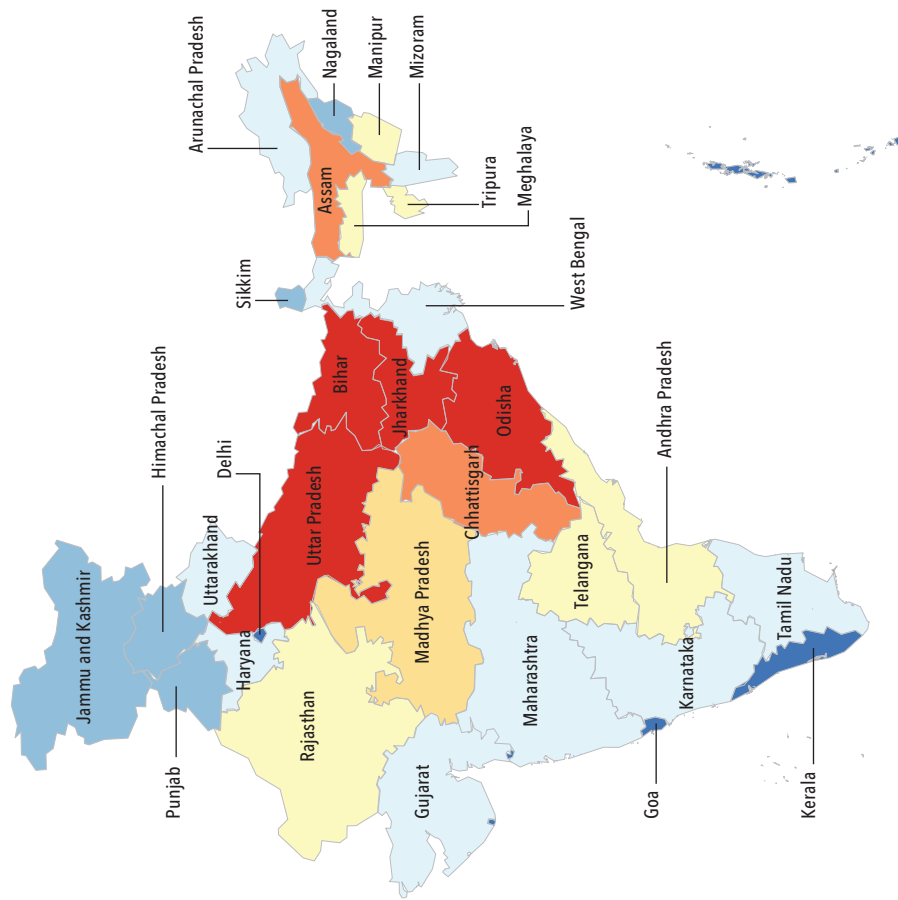 Jammu and Kashmir
Himachal Pradesh
Punjab
Uttarakhand
Haryana
Delhi
Sikkim
Arunachal Pradesh
Nagaland
Manipur
Mizoram
Assam
Tripura
Meghalaya
West Bengal
Rajasthan
Uttar Pradesh
Bihar
Jharkhand
Odisha
Gujarat
Madhya Pradesh
Chhattisgarh
Maharashtra
Telangana
Andhra Pradesh
Goa
Karnataka
Tamil Nadu
Kerala